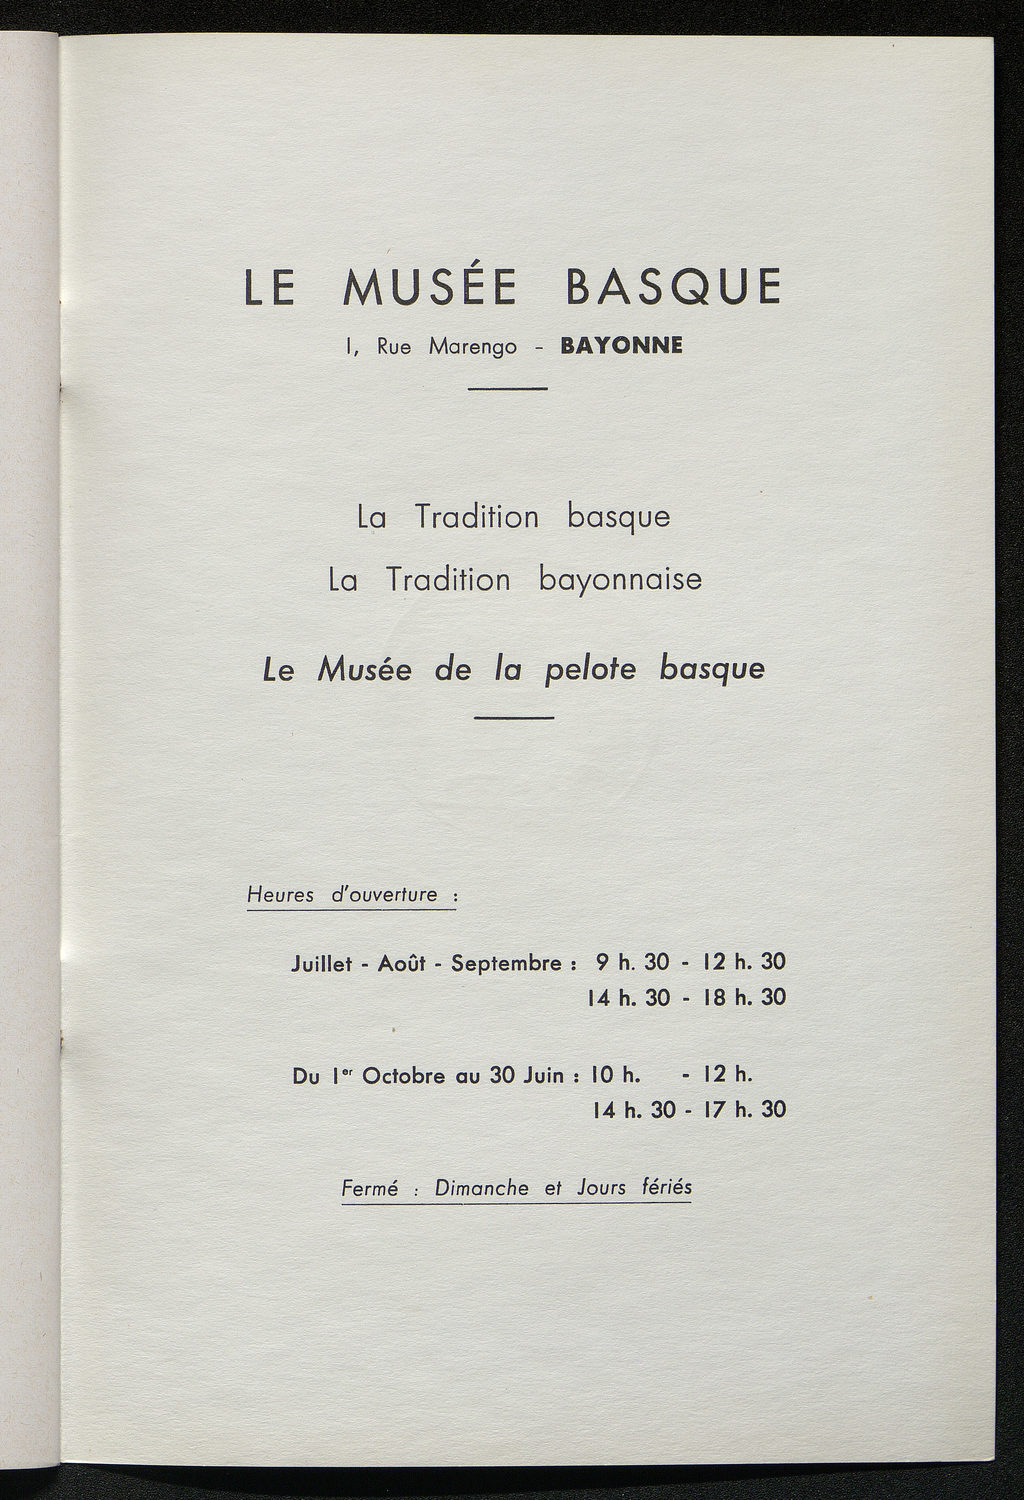 LE MUSÉE BASQUE
1, Rue Marengo - BAYONNE
La Tradition basque
La Tradition bayonnaise
Le Musée de la pelote basque
Heures d'ouverture :
Juillet - Août - Septembre : 9 h. 30 - 12 h. 30
14 h. 30 - 18 h. 30
Du 1er Octobre au 30 Juin : 10 h. - 12 h.
14 h. 30 - 17 h. 30
Fermé : Dimanche et Jours fériés